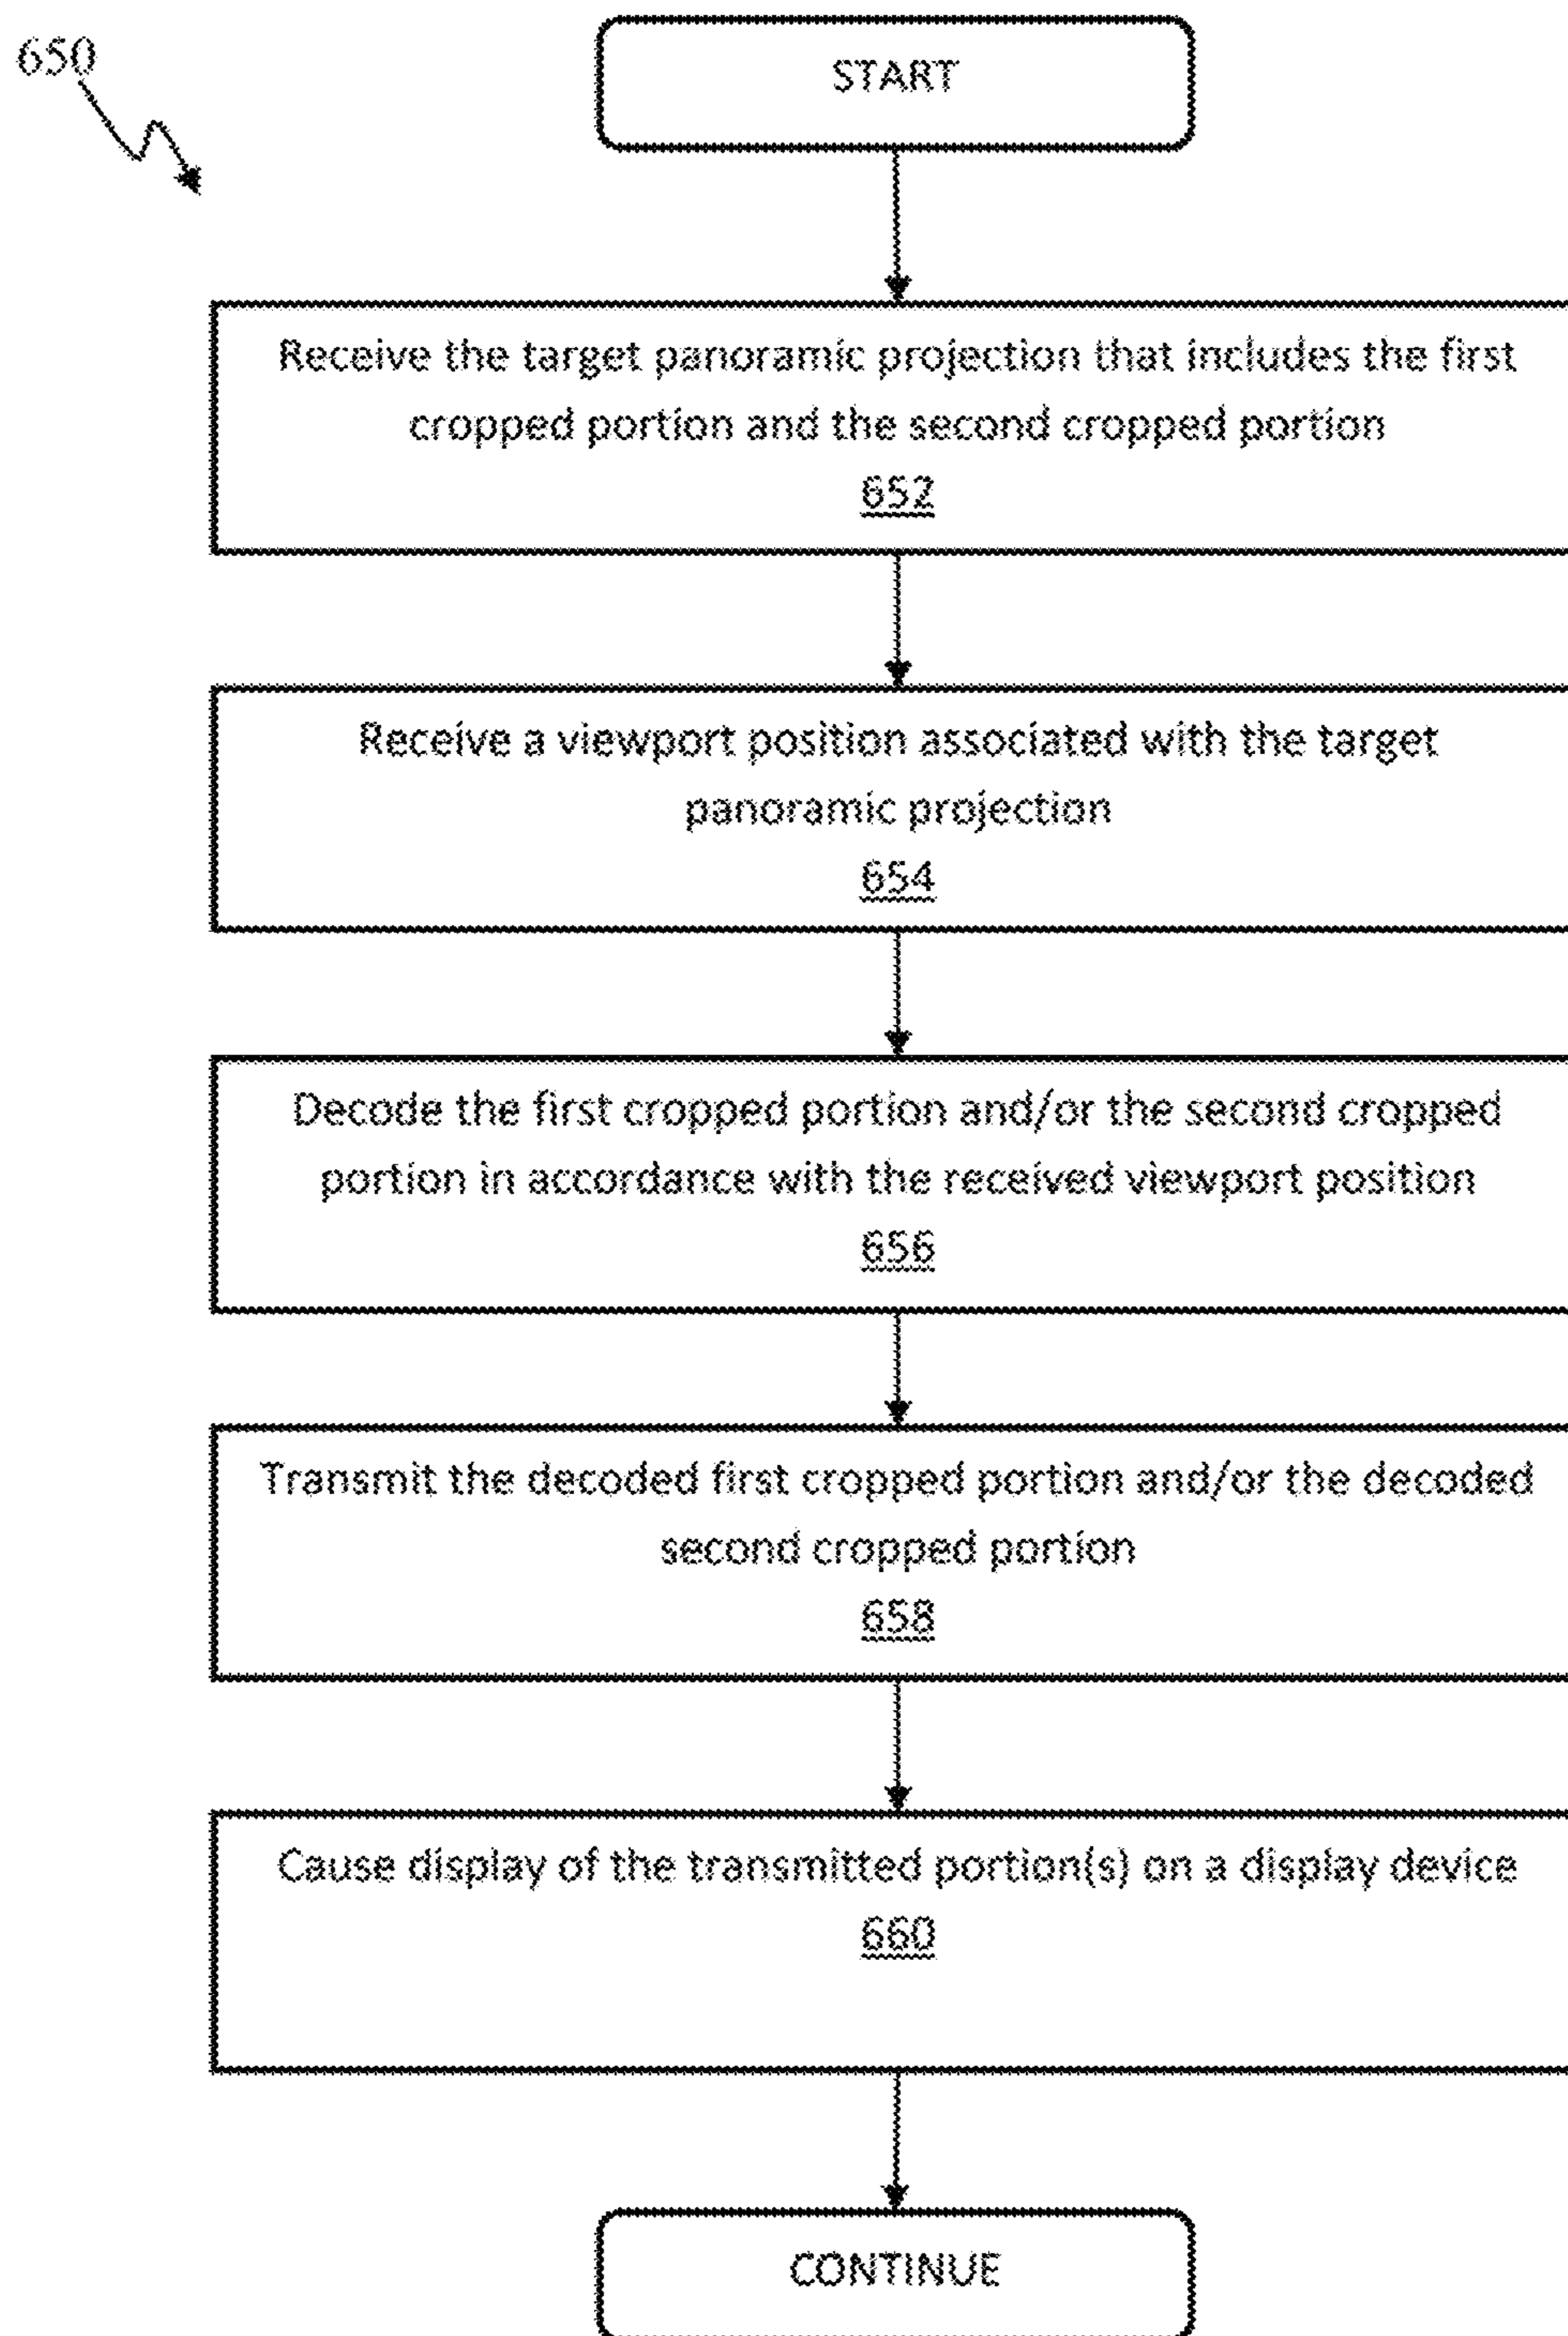 650
START
Receive the target panoramic projection that includes the first
cropped portion and the second cropped portion
652
Receive a viewport position associated with the target
panoramic projection
654
Decode the first cropped portion and/or the second cropped
portion in accordance with the received viewport position
656
Transmit the decoded first cropped portion and/or the decoded
second cropped portion
658
Cause display of the transmitted portion(s) on a display device
660
CONTINUE